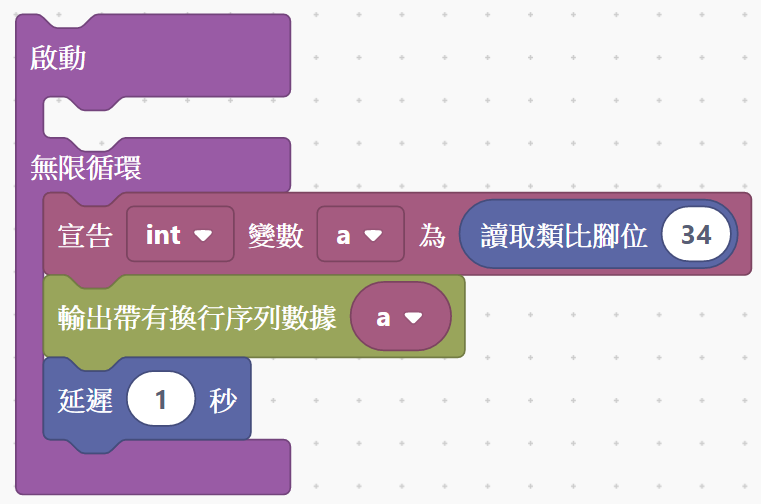 啟動
無限循環
宣告 int 變數 a 為 讀取類比腳位 34
輸出帶有換行序列數據 a
延遲 1 秒